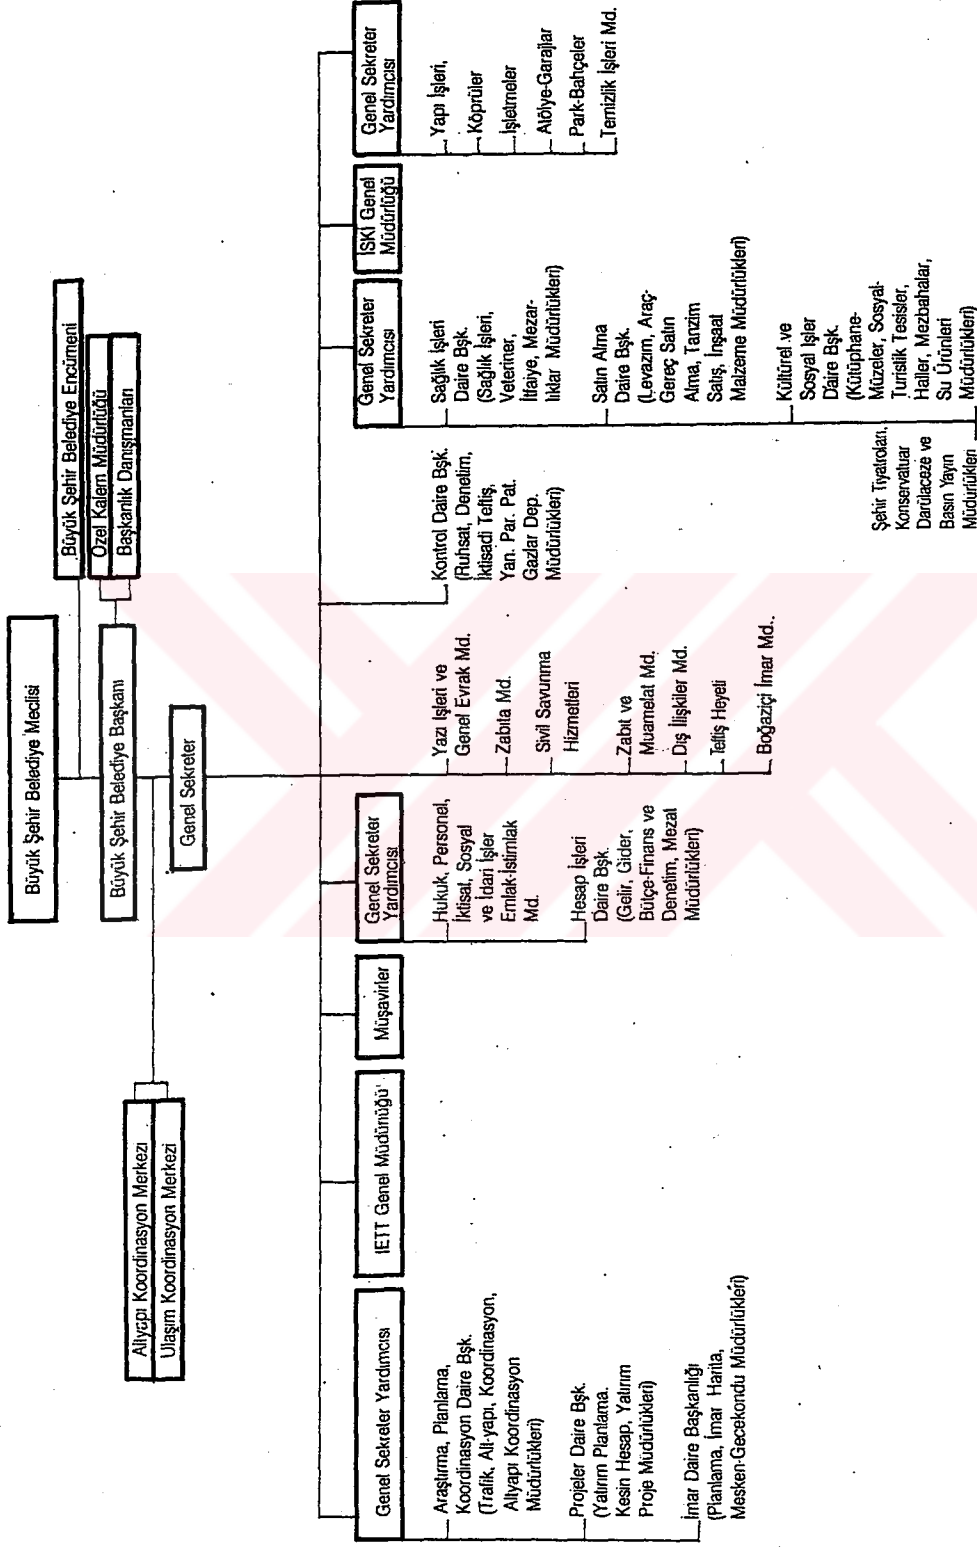 Büyük Şehir Belediye Meclisi
Büyük Şehir Belediye Encümeni
Özel Kalem Müdürlüğü
Başkanlık Danışmanları
Büyük Şehir Belediye Başkanı
Altyapı Koordinasyon Merkezi
Ulaşım Koordinasyon Merkezi
Genel Sekreter
Genel Sekreter Yardımcısı
Araştırma, Planlama,
Koordinasyon Daire Bşk.
(Trafik, Alt-yapı, Koordinasyon,
Altyapı Koordinasyon
Müdürlükleri)
Projeler Daire Bşk.
(Yatırım Planlama.
Kesin Hesap, Yatırım
Proje Müdürlükleri)
İmar Daire Başkanlığı
(Planlama, İmar Harita,
Mesken-Gecekondu Müdürlükleri)
IETT Genel Müdünüğü
Müşavirler
Genel Sekreter
Yardımcısı
Hukuk, Personel,
İktisat, Sosyal
ve İdari İşler
Emlak-İstimlak
Md.
Hesap İşleri
Daire Bşk.
(Gelir, Gider,
Bütçe-Finans ve
Denetim, Mezat
Müdürlükleri)
Yazı İşleri ve
Genel Evrak Md.
Zabıta Md.
Sivil Savunma
Hizmetleri
Zabıt ve
Muamelat Md.
Dış İlişkiler Md.
Teftiş Heyeti
Boğaziçi İmar Md.
Kontrol Daire Bşk.
(Ruhsat, Denetim,
İktisadi Teftiş,
Yan. Par. Pat.
Gazlar Dep.
Müdürlükleri)
Genel Sekreter
Yardımcısı
Sağlık İşleri
Daire Bşk.
(Sağlık İşleri,
Veteriner,
İtfaiye, Mezar-
lıklar Müdürlükleri)
Satın Alma
Daire Bşk.
(Levazım, Araç-
Gereç Satın
Alma, Tanzim
Satış, İnşaat
Malzeme Müdürlükleri)
Kültürel ve
Sosyal İşler
Daire Bşk.
(Kütüphane-
Müzeler, Sosyal-
Turistik Tesisler,
Haller, Mezbahalar,
Su Ürünleri
Müdürlükleri)
Şehir Tiyatroları,
Konservatuar
Darülaceze ve
Basın Yayın
Müdürlükleri
İSKİ Genel
Müdürlüğü
Genel Sekreter
Yardımcısı
Yapı İşleri,
Köprüler
İşletmeler
Atölye-Garajlar
Park-Bahçeler
Temizlik İşleri Md.